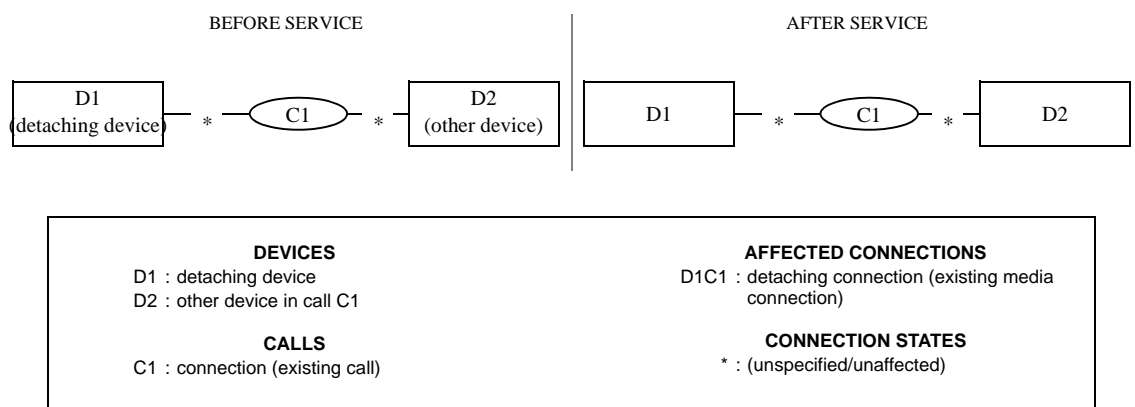 BEFORE SERVICE
AFTER SERVICE
D1
(detaching device)
*
C1
*
D2
(other device)
D1
*
C1
*
D2
DEVICES
D1 : detaching device
D2 : other device in call C1
CALLS
C1 : connection (existing call)
AFFECTED CONNECTIONS
D1C1 : detaching connection (existing media
connection)
CONNECTION STATES
* : (unspecified/unaffected)